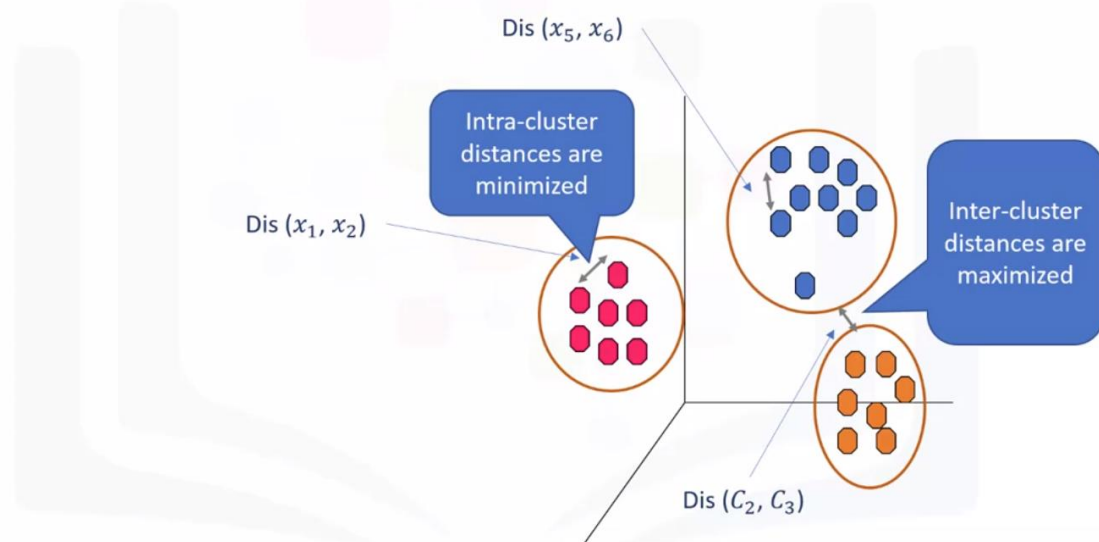 Dis (x₅, x₆)
Intra-cluster
distances are
minimized
Dis (x₁, x₂)
Inter-cluster
distances are
maximized
Dis (C₂, C₃)